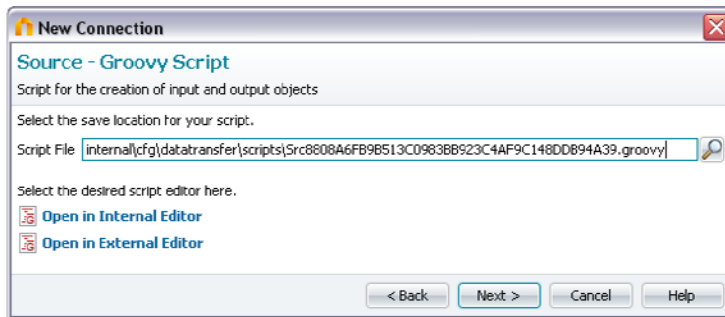 New Connection
Source - Groovy Script
Script for the creation of input and output objects
Select the save location for your script.
Script File internal\cfg\datatransfer\scripts\Src8808A6FB9B513C0983BB923C4AF9C148DDB94A39.groovy
Select the desired script editor here.
Open in Internal Editor
Open in External Editor
< Back Next > Cancel Help